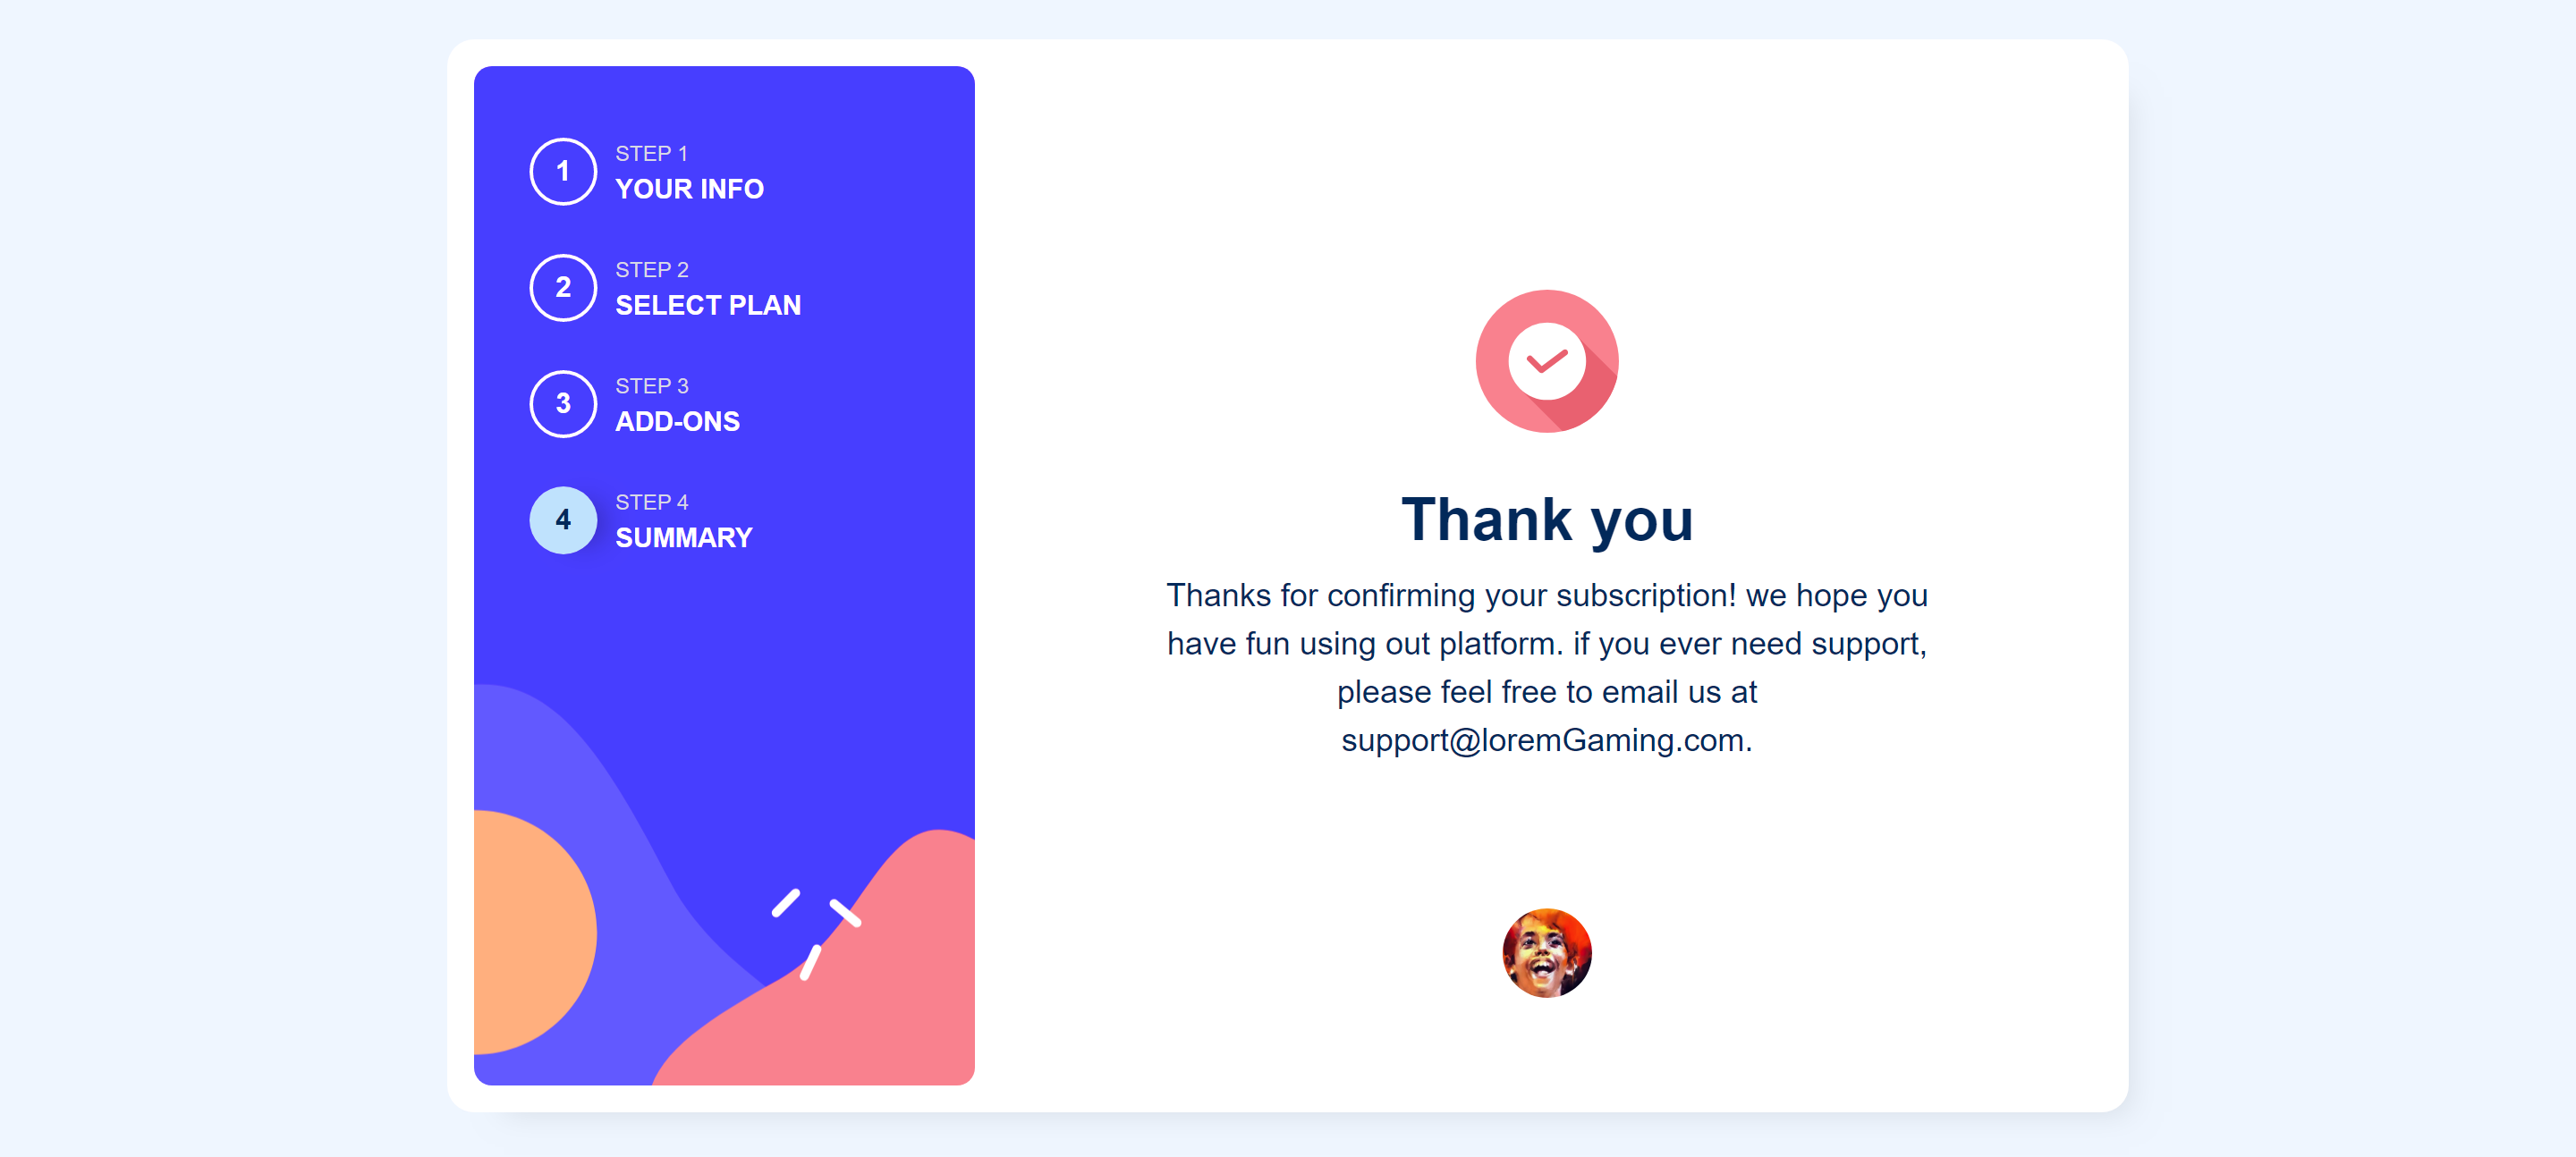 1
STEP 1
YOUR INFO
2
STEP 2
SELECT PLAN
3
STEP 3
ADD-ONS
4
STEP 4
SUMMARY
Thank you
Thanks for confirming your subscription! we hope you
have fun using out platform. if you ever need support,
please feel free to email us at
support@loremGaming.com.